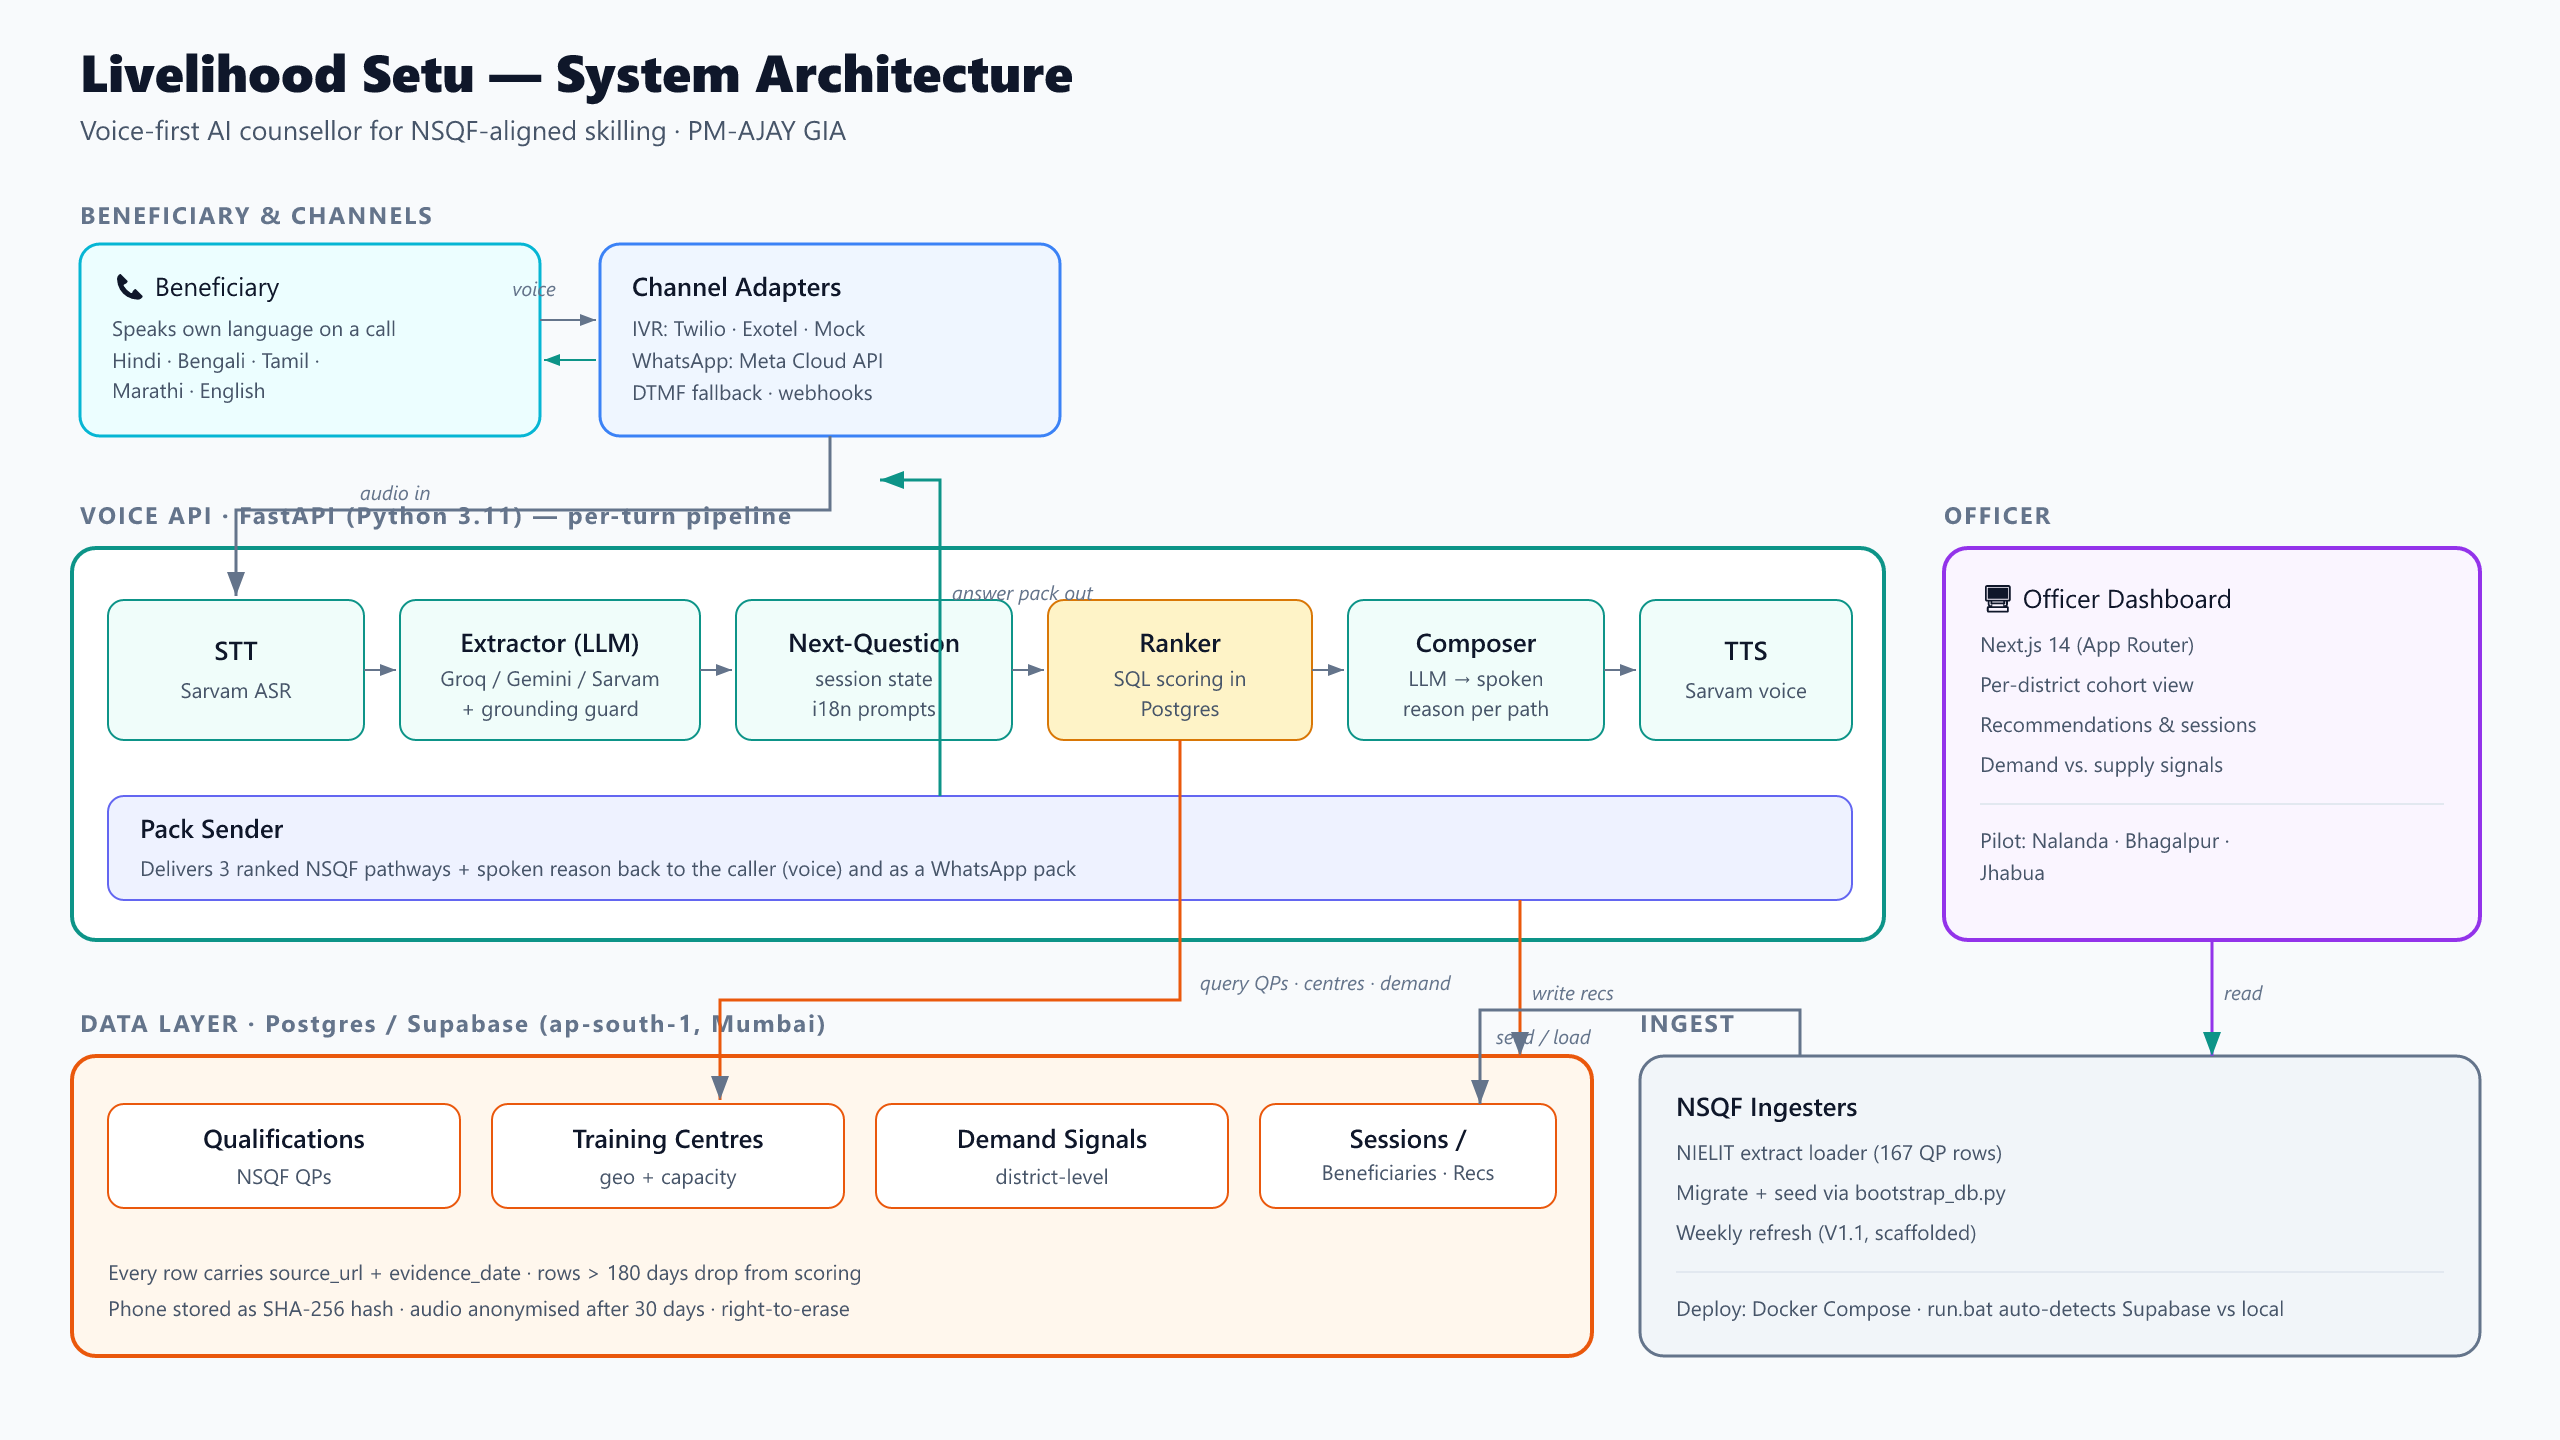 Livelihood Setu — System Architecture
Voice-first AI counsellor for NSQF-aligned skilling · PM-AJAY GIA
BENEFICIARY & CHANNELS
Beneficiary
Speaks own language on a call
Hindi · Bengali · Tamil ·
Marathi · English
voice
Channel Adapters
IVR: Twilio · Exotel · Mock
WhatsApp: Meta Cloud API
DTMF fallback · webhooks
audio in
VOICE API · FastAPI (Python 3.11) — per-turn pipeline
answer pack out
STT
Sarvam ASR
Extractor (LLM)
Groq / Gemini / Sarvam
+ grounding guard
Next-Question
session state
i18n prompts
Ranker
SQL scoring in
Postgres
Composer
LLM → spoken
reason per path
TTS
Sarvam voice
Pack Sender
Delivers 3 ranked NSQF pathways + spoken reason back to the caller (voice) and as a WhatsApp pack
OFFICER
Officer Dashboard
Next.js 14 (App Router)
Per-district cohort view
Recommendations & sessions
Demand vs. supply signals
Pilot: Nalanda · Bhagalpur ·
Jhabua
query QPs · centres · demand
write recs
read
seed / load
DATA LAYER · Postgres / Supabase (ap-south-1, Mumbai)
Qualifications
NSQF QPs
Training Centres
geo + capacity
Demand Signals
district-level
Sessions /
Beneficiaries · Recs
Every row carries source_url + evidence_date · rows > 180 days drop from scoring
Phone stored as SHA-256 hash · audio anonymised after 30 days · right-to-erase
INGEST
NSQF Ingesters
NIELIT extract loader (167 QP rows)
Migrate + seed via bootstrap_db.py
Weekly refresh (V1.1, scaffolded)
Deploy: Docker Compose · run.bat auto-detects Supabase vs local